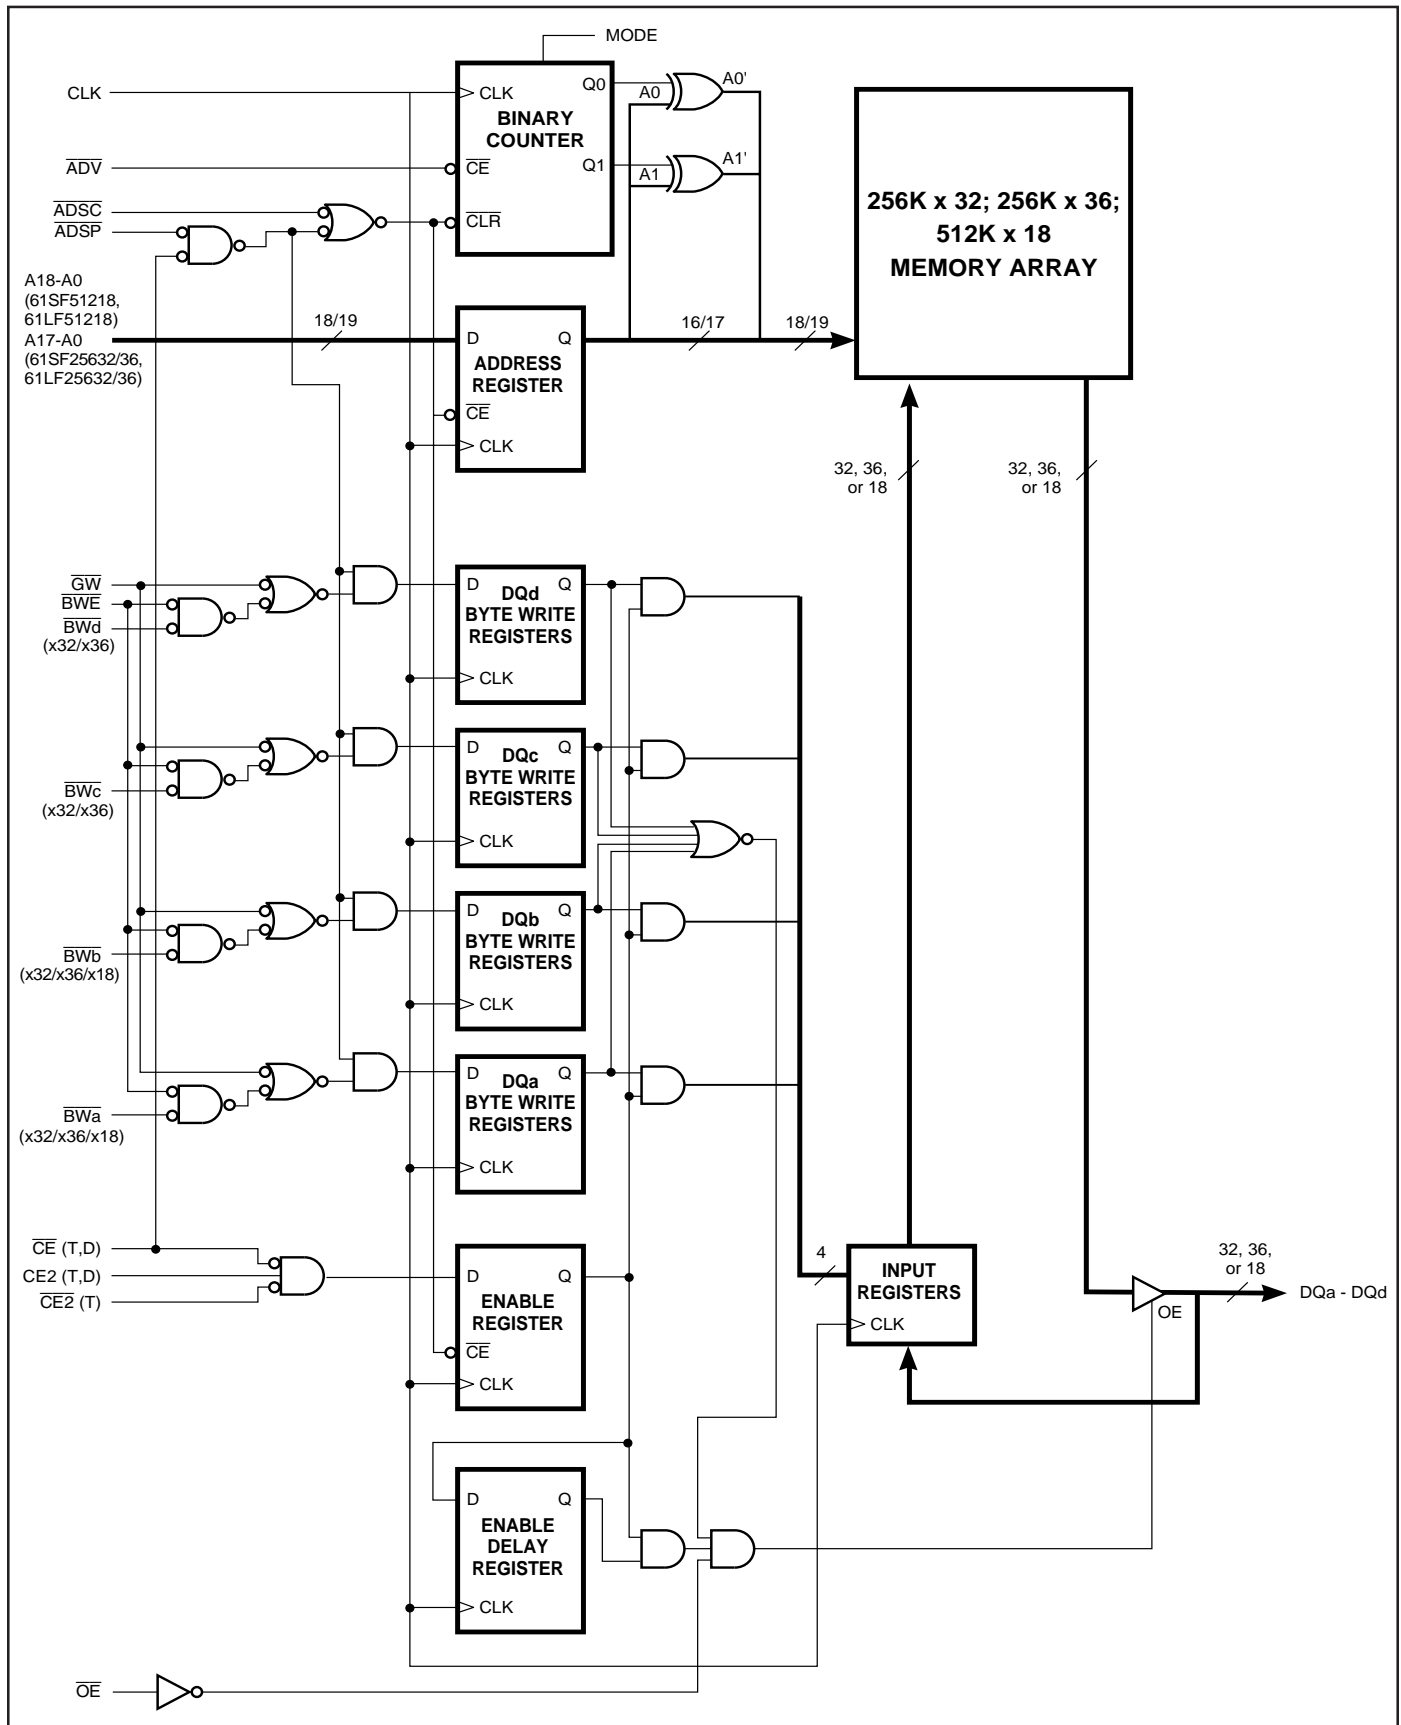 MODE
CLK
CLK
Q0
A0
A0'
BINARY
COUNTER
ADV
CE
Q1
A1
A1'
ADSC
ADSP
CLR
256K x 32; 256K x 36;
512K x 18
MEMORY ARRAY
A18-A0
(61SF51218,
61LF51218)
A17-A0
(61SF25632/36,
61LF25632/36)
18/19
D
Q
16/17
18/19
ADDRESS
REGISTER
CE
CLK
32, 36,
or 18
32, 36,
or 18
GW
BWE
BWd
(x32/x36)
D
DQd
Q
BYTE WRITE
REGISTERS
CLK
BWc
(x32/x36)
D
DQc
Q
BYTE WRITE
REGISTERS
CLK
BWb
(x32/x36/x18)
D
DQb
Q
BYTE WRITE
REGISTERS
CLK
BWa
(x32/x36/x18)
D
DQa
Q
BYTE WRITE
REGISTERS
CLK
CE (T,D)
CE2 (T,D)
CE2 (T)
D
Q
ENABLE
REGISTER
CE
CLK
4
INPUT
REGISTERS
CLK
32, 36,
or 18
OE
DQa - DQd
D
Q
ENABLE
DELAY
REGISTER
CLK
OE